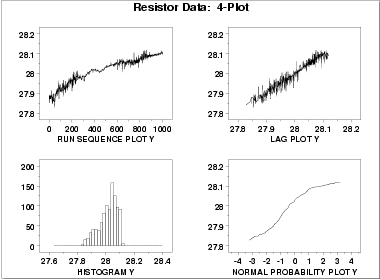 Resistor Data: 4-Plot
28.2
28.1
28
27.9
27.8
0 200 400 600 800 1000
RUN SEQUENCE PLOT Y
28.2
28.1
28
27.9
27.8
27.8 27.9 28 28.1 28.2
LAG PLOT Y
200
150
100
50
0
27.6 27.8 28 28.2 28.4
HISTOGRAM Y
28.2
28.1
28
27.9
27.8
-4 -3 -2 -1 0 1 2 3 4
NORMAL PROBABILITY PLOT Y